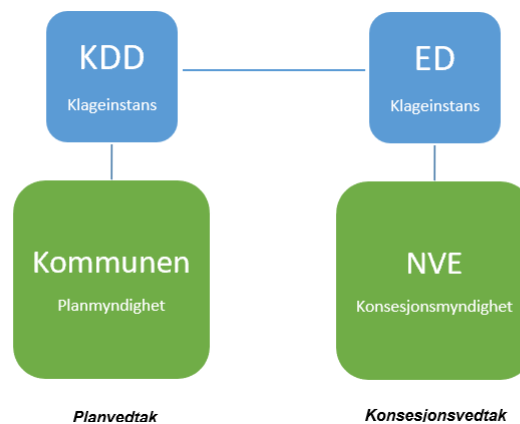 KDD
Klageinstans
ED
Klageinstans
Kommunen
Planmyndighet
NVE
Konsesjonsmyndighet
Planvedtak
Konsesjonsvedtak